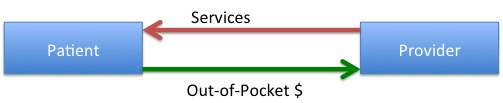 Services
Patient
Provider
Out-of-Pocket $